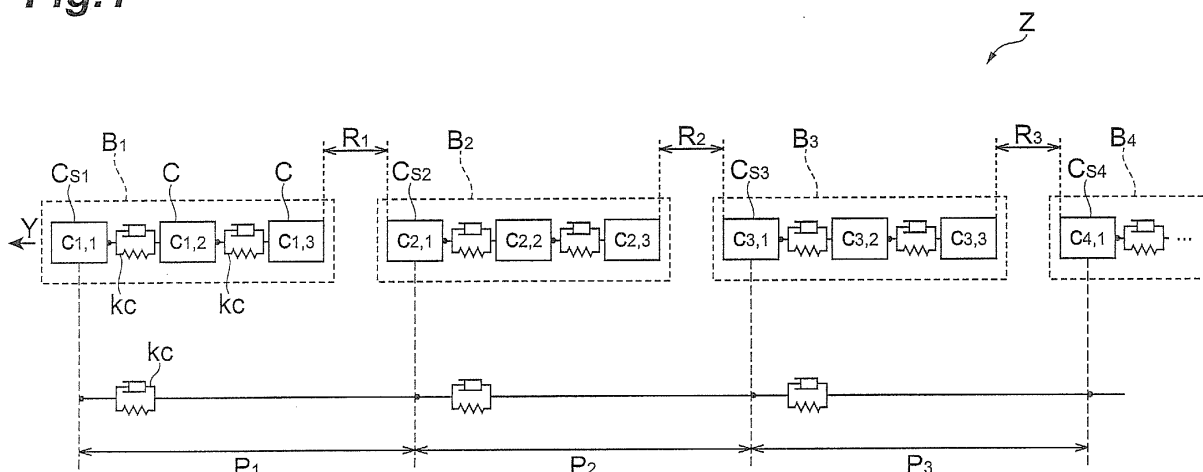 Fig.1
Z
B1 R1 B2 R2 B3 R3 B4
CS1 C C CS2 CS3 CS4
Y C1,1 C1,2 C1,3 C2,1 C2,2 C2,3 C3,1 C3,2 C3,3 C4,1 ...
kc kc
kc
P1 P2 P3